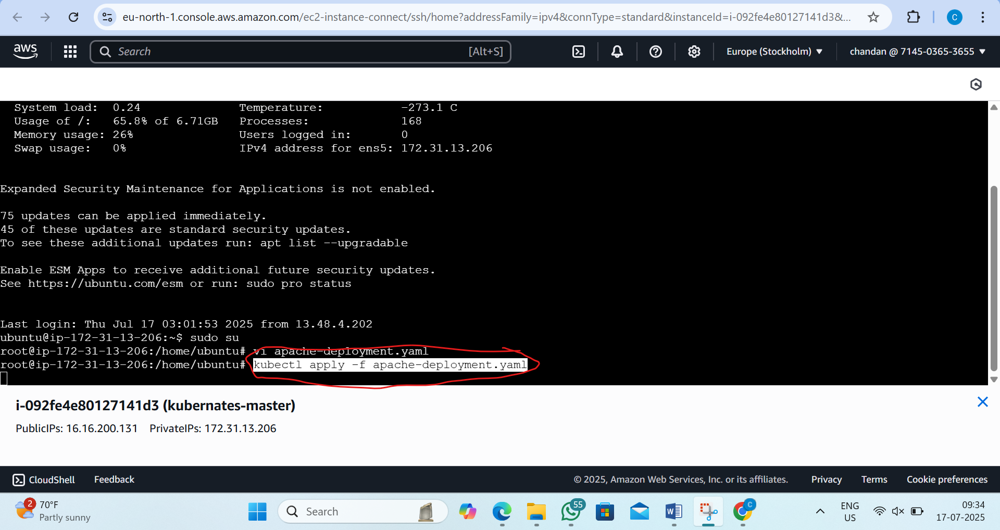 eu-north-1.console.aws.amazon.com/ec2-instance-connect/ssh/home?addressFamily=ipv4&connType=standard&instanceId=i-092fe4e80127141d3&...
C
aws
Search
[Alt+S]
Europe (Stockholm)
chandan @ 7145-0365-3655
System load: 0.24 Temperature: -273.1 C
Usage of /: 65.8% of 6.71GB Processes: 168
Memory usage: 26% Users logged in: 0
Swap usage: 0% IPv4 address for ens5: 172.31.13.206
Expanded Security Maintenance for Applications is not enabled.
75 updates can be applied immediately.
45 of these updates are standard security updates.
To see these additional updates run: apt list --upgradable
Enable ESM Apps to receive additional future security updates.
See https://ubuntu.com/esm or run: sudo pro status
Last login: Thu Jul 17 03:01:53 2025 from 13.48.4.202
ubuntu@ip-172-31-13-206:~$ sudo su
root@ip-172-31-13-206:/home/ubuntu# vi apache-deployment.yaml
root@ip-172-31-13-206:/home/ubuntu# kubectl apply -f apache-deployment.yaml
i-092fe4e80127141d3 (kubernates-master)
PublicIPs: 16.16.200.131 PrivateIPs: 172.31.13.206
CloudShell Feedback
© 2025, Amazon Web Services, Inc. or its affiliates. Privacy Terms Cookie preferences
2
70°F
Partly sunny
Search
55
W
C
ENG
US
09:34
17-07-2025